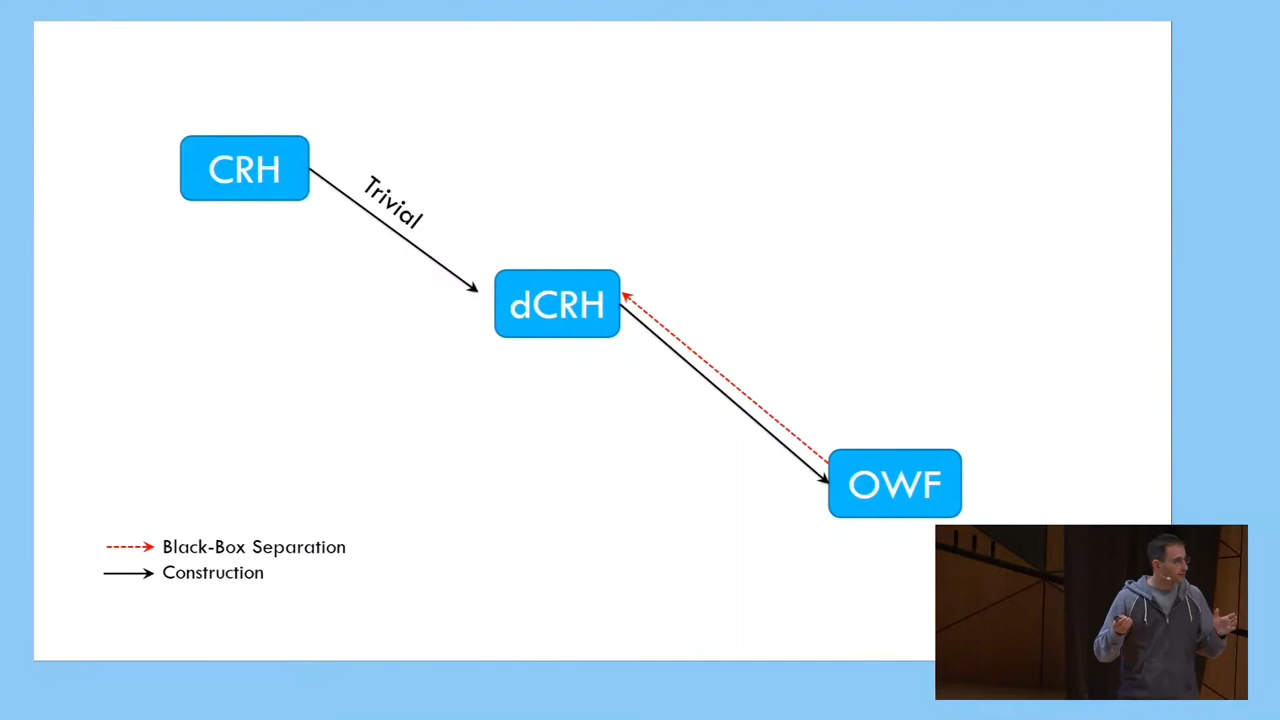 CRH
Trivial
dCRH
OWF
Black-Box Separation
Construction